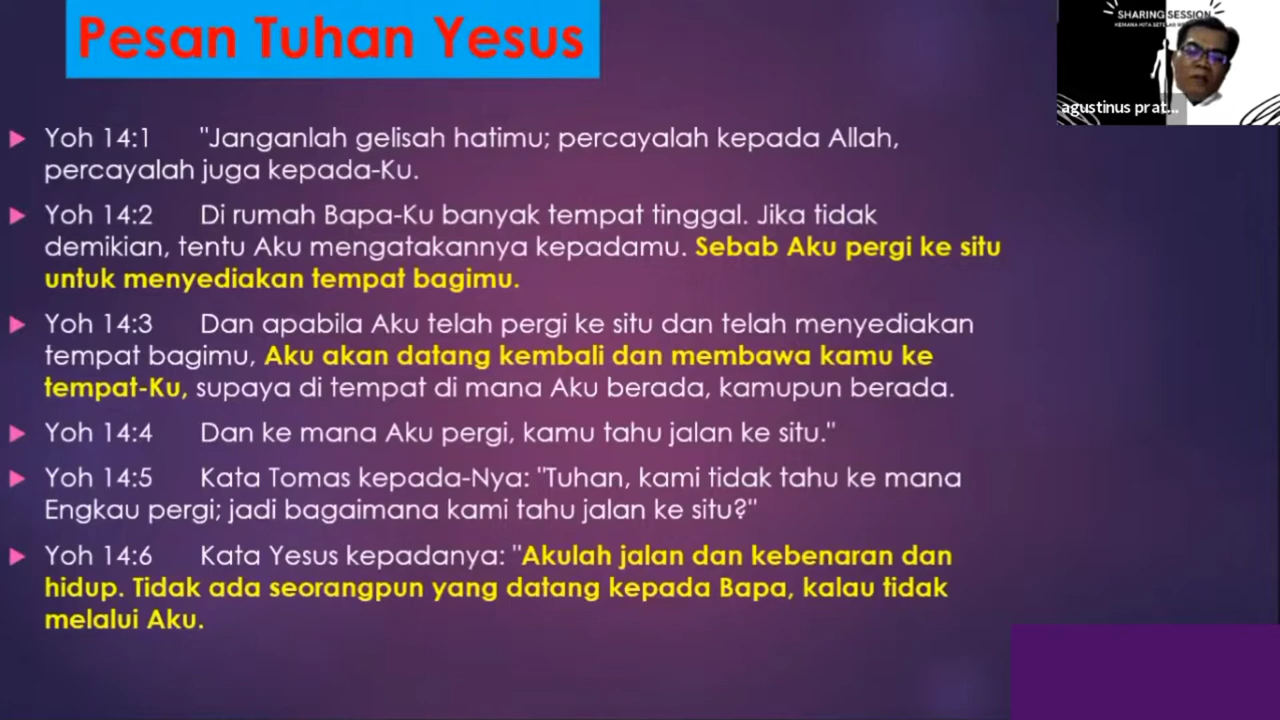 Pesan Tuhan Yesus
SHARING SESSION
agustinus prat...
Yoh 14:1 "Janganlah gelisah hatimu; percayalah kepada Allah,
percayalah juga kepada-Ku.
Yoh 14:2 Di rumah Bapa-Ku banyak tempat tinggal. Jika tidak
demikian, tentu Aku mengatakannya kepadamu. Sebab Aku pergi ke situ
untuk menyediakan tempat bagimu.
Yoh 14:3 Dan apabila Aku telah pergi ke situ dan telah menyediakan
tempat bagimu, Aku akan datang kembali dan membawa kamu ke
tempat-Ku, supaya di tempat di mana Aku berada, kamupun berada.
Yoh 14:4 Dan ke mana Aku pergi, kamu tahu jalan ke situ."
Yoh 14:5 Kata Tomas kepada-Nya: "Tuhan, kami tidak tahu ke mana
Engkau pergi; jadi bagaimana kami tahu jalan ke situ?"
Yoh 14:6 Kata Yesus kepadanya: "Akulah jalan dan kebenaran dan
hidup. Tidak ada seorangpun yang datang kepada Bapa, kalau tidak
melalui Aku.